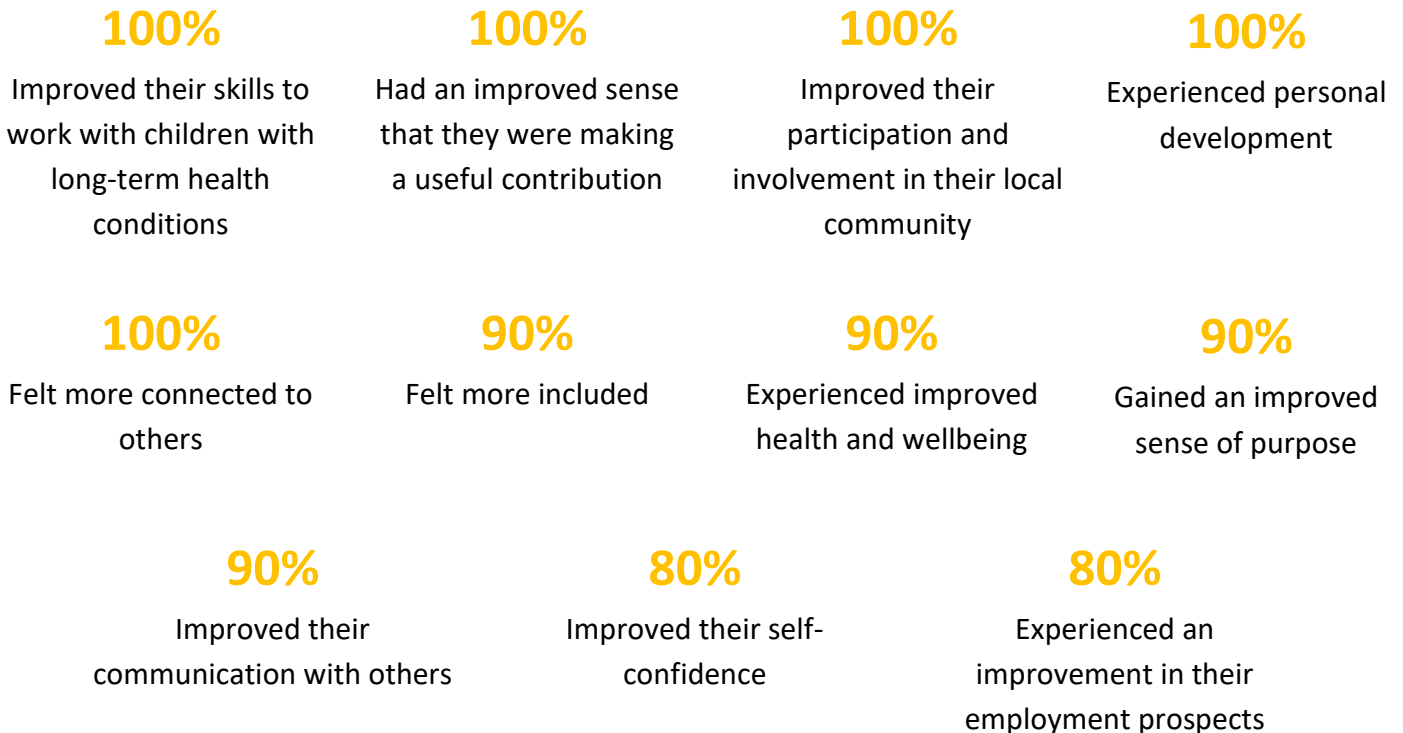 100%
Improved their skills to
work with children with
long-term health
conditions
100%
Had an improved sense
that they were making
a useful contribution
100%
Improved their
participation and
involvement in their local
community
100%
Experienced personal
development
100%
Felt more connected to
others
90%
Felt more included
90%
Experienced improved
health and wellbeing
90%
Gained an improved
sense of purpose
90%
Improved their
communication with others
80%
Improved their self-
confidence
80%
Experienced an
improvement in their
employment prospects